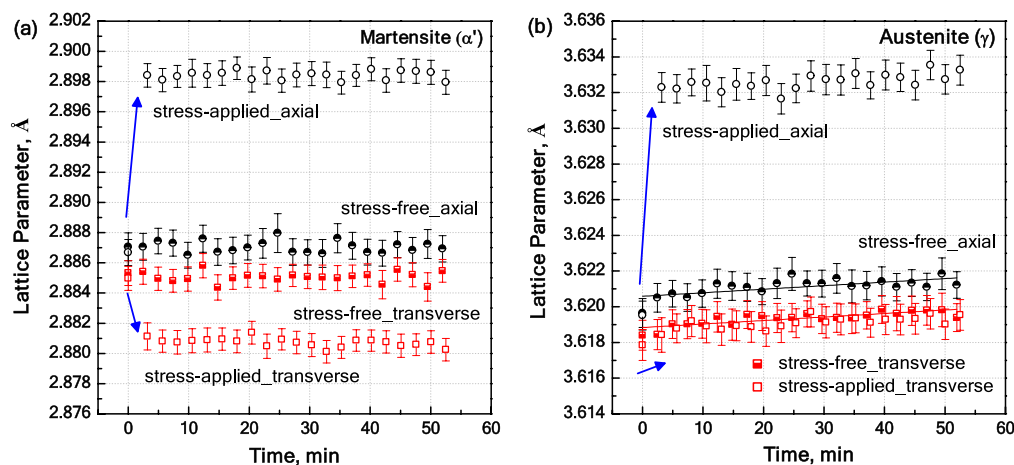 (a)
Martensite (α')
2.902
2.900
2.898
2.896
2.894
2.892
2.890
2.888
2.886
2.884
2.882
2.880
2.878
2.876
Lattice Parameter, Å
stress-applied_axial
stress-free_axial
stress-free_transverse
stress-applied_transverse
0 10 20 30 40 50 60
Time, min
(b)
Austenite (γ)
3.636
3.634
3.632
3.630
3.628
3.626
3.624
3.622
3.620
3.618
3.616
3.614
Lattice Parameter, Å
stress-applied_axial
stress-free_axial
stress-free_transverse
stress-applied_transverse
0 10 20 30 40 50 60
Time, min